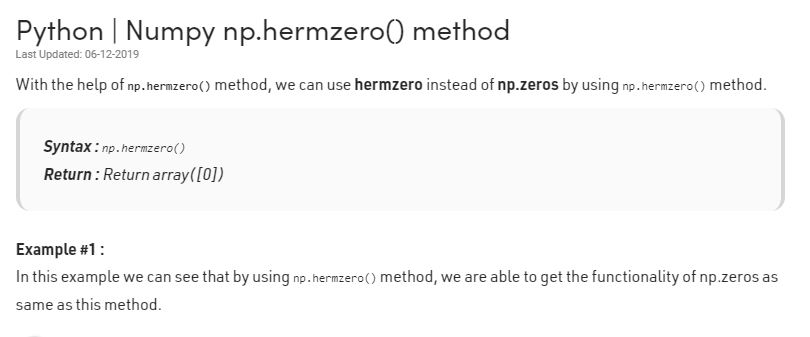 Python | Numpy np.hermzero() method
Last Updated: 06-12-2019
With the help of np.hermzero() method, we can use hermzero instead of np.zeros by using np.hermzero() method.
Syntax : np.hermzero()
Return : Return array([0])
Example #1 :
In this example we can see that by using np.hermzero() method, we are able to get the functionality of np.zeros as
same as this method.